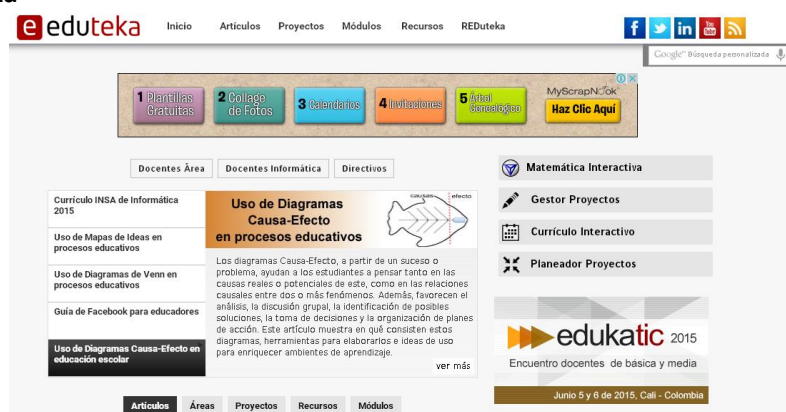 eduteka
Inicio Artículos Proyectos Módulos Recursos REDuteka
Google™ Búsqueda personalizada
1 Plantillas
Gratuitas
2 Collage
de Fotos
3 Calendarios
4 Invitaciones
5 Árbol
Genealógico
MyScrapNook
Haz Clic Aquí
Docentes Área Docentes Informática Directivos
Currículo INSA de Informática
2015
Uso de Mapas de Ideas en
procesos educativos
Uso de Diagramas de Venn en
procesos educativos
Guía de Facebook para educadores
Uso de Diagramas Causa-Efecto en
educación escolar
Uso de Diagramas
Causa-Efecto
en procesos educativos
causas efecto
Los diagramas Causa-Efecto, a partir de un suceso o
problema, ayudan a los estudiantes a pensar tanto en las
causas reales o potenciales de este, como en las relaciones
causales entre dos o más fenómenos. Además, favorecen el
análisis, la discusión grupal, la identificación de posibles
soluciones, la toma de decisiones y la organización de planes
de acción. Este artículo muestra en qué consisten estos
diagramas, herramientas para elaborarlos e ideas de uso
para enriquecer ambientes de aprendizaje.
ver más
Matemática Interactiva
Gestor Proyectos
Currículo Interactivo
Planeador Proyectos
edukatic 2015
Encuentro docentes de básica y media
Junio 5 y 6 de 2015, Cali - Colombia
Artículos Áreas Proyectos Recursos Módulos